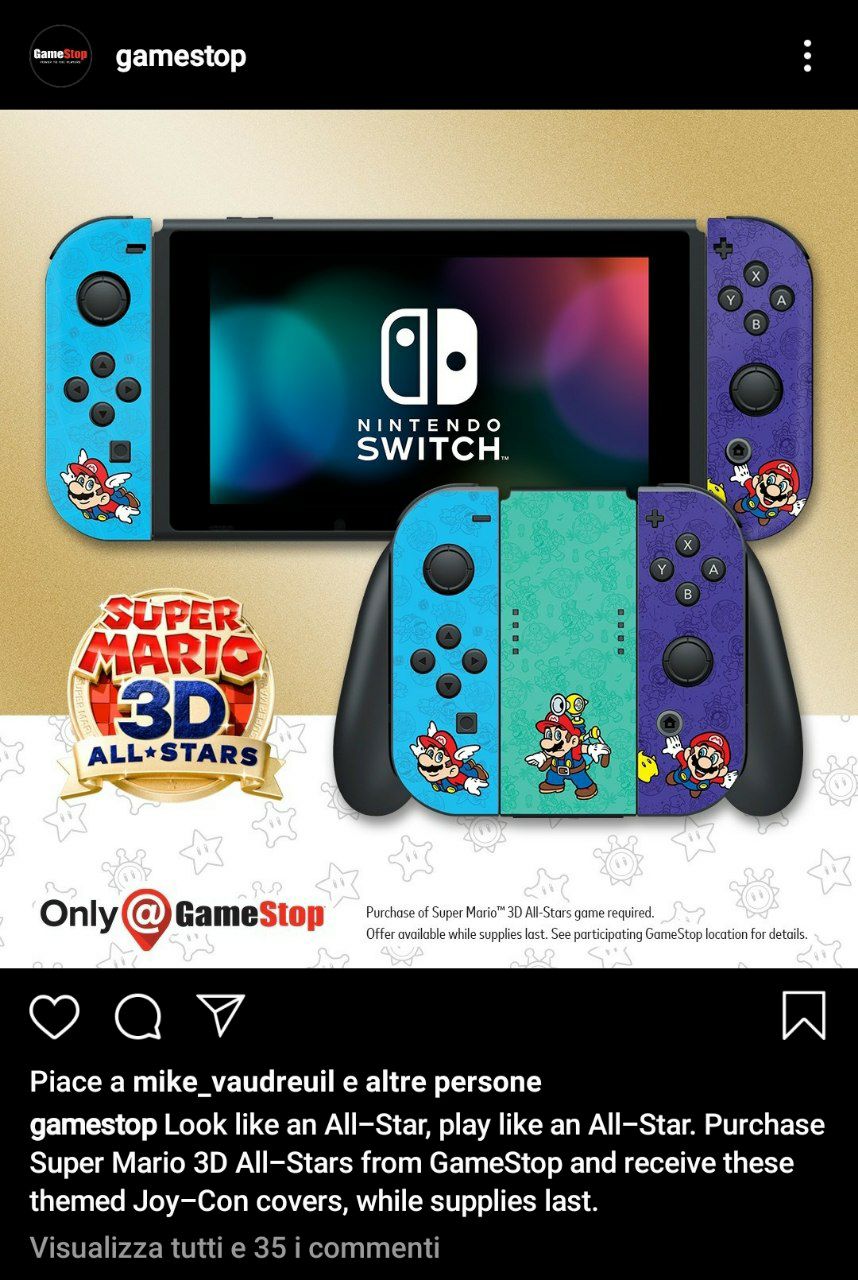 GameStop
gamestop
X
Y
A
B
NINTENDO
SWITCH™
X
Y
A
B
SUPER
MARIO
3D
ALL★STARS
Only @ GameStop
Purchase of Super Mario™ 3D All-Stars game required.
Offer available while supplies last. See participating GameStop location for details.
Piace a mike_vaudreuil e altre persone
gamestop Look like an All–Star, play like an All–Star. Purchase
Super Mario 3D All–Stars from GameStop and receive these
themed Joy–Con covers, while supplies last.
Visualizza tutti e 35 i commenti